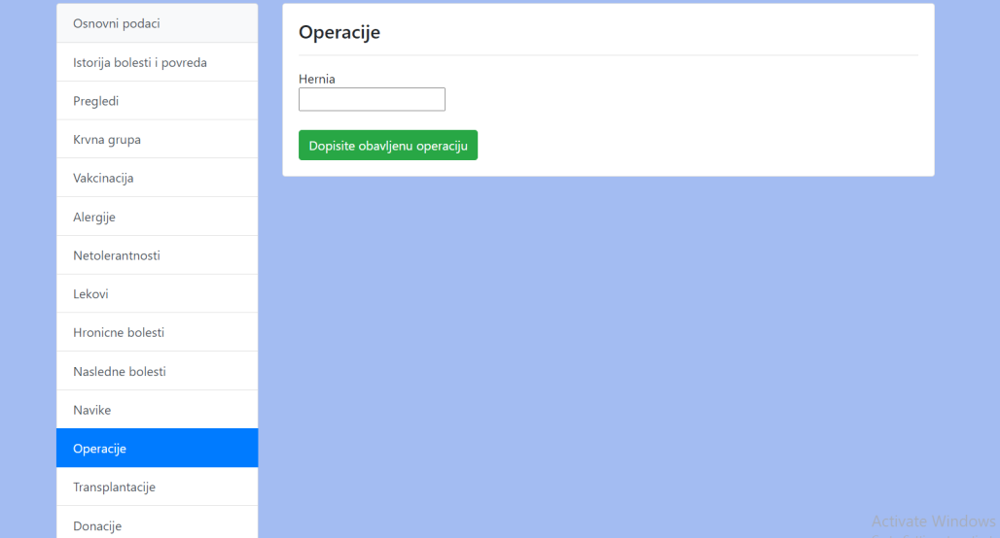 Osnovni podaci
Istorija bolesti i povreda
Pregledi
Krvna grupa
Vakcinacija
Alergije
Netolerantnosti
Lekovi
Hronicne bolesti
Nasledne bolesti
Navike
Operacije
Transplantacije
Donacije
Operacije
Hernia
Dopisite obavljenu operaciju
Activate Windows